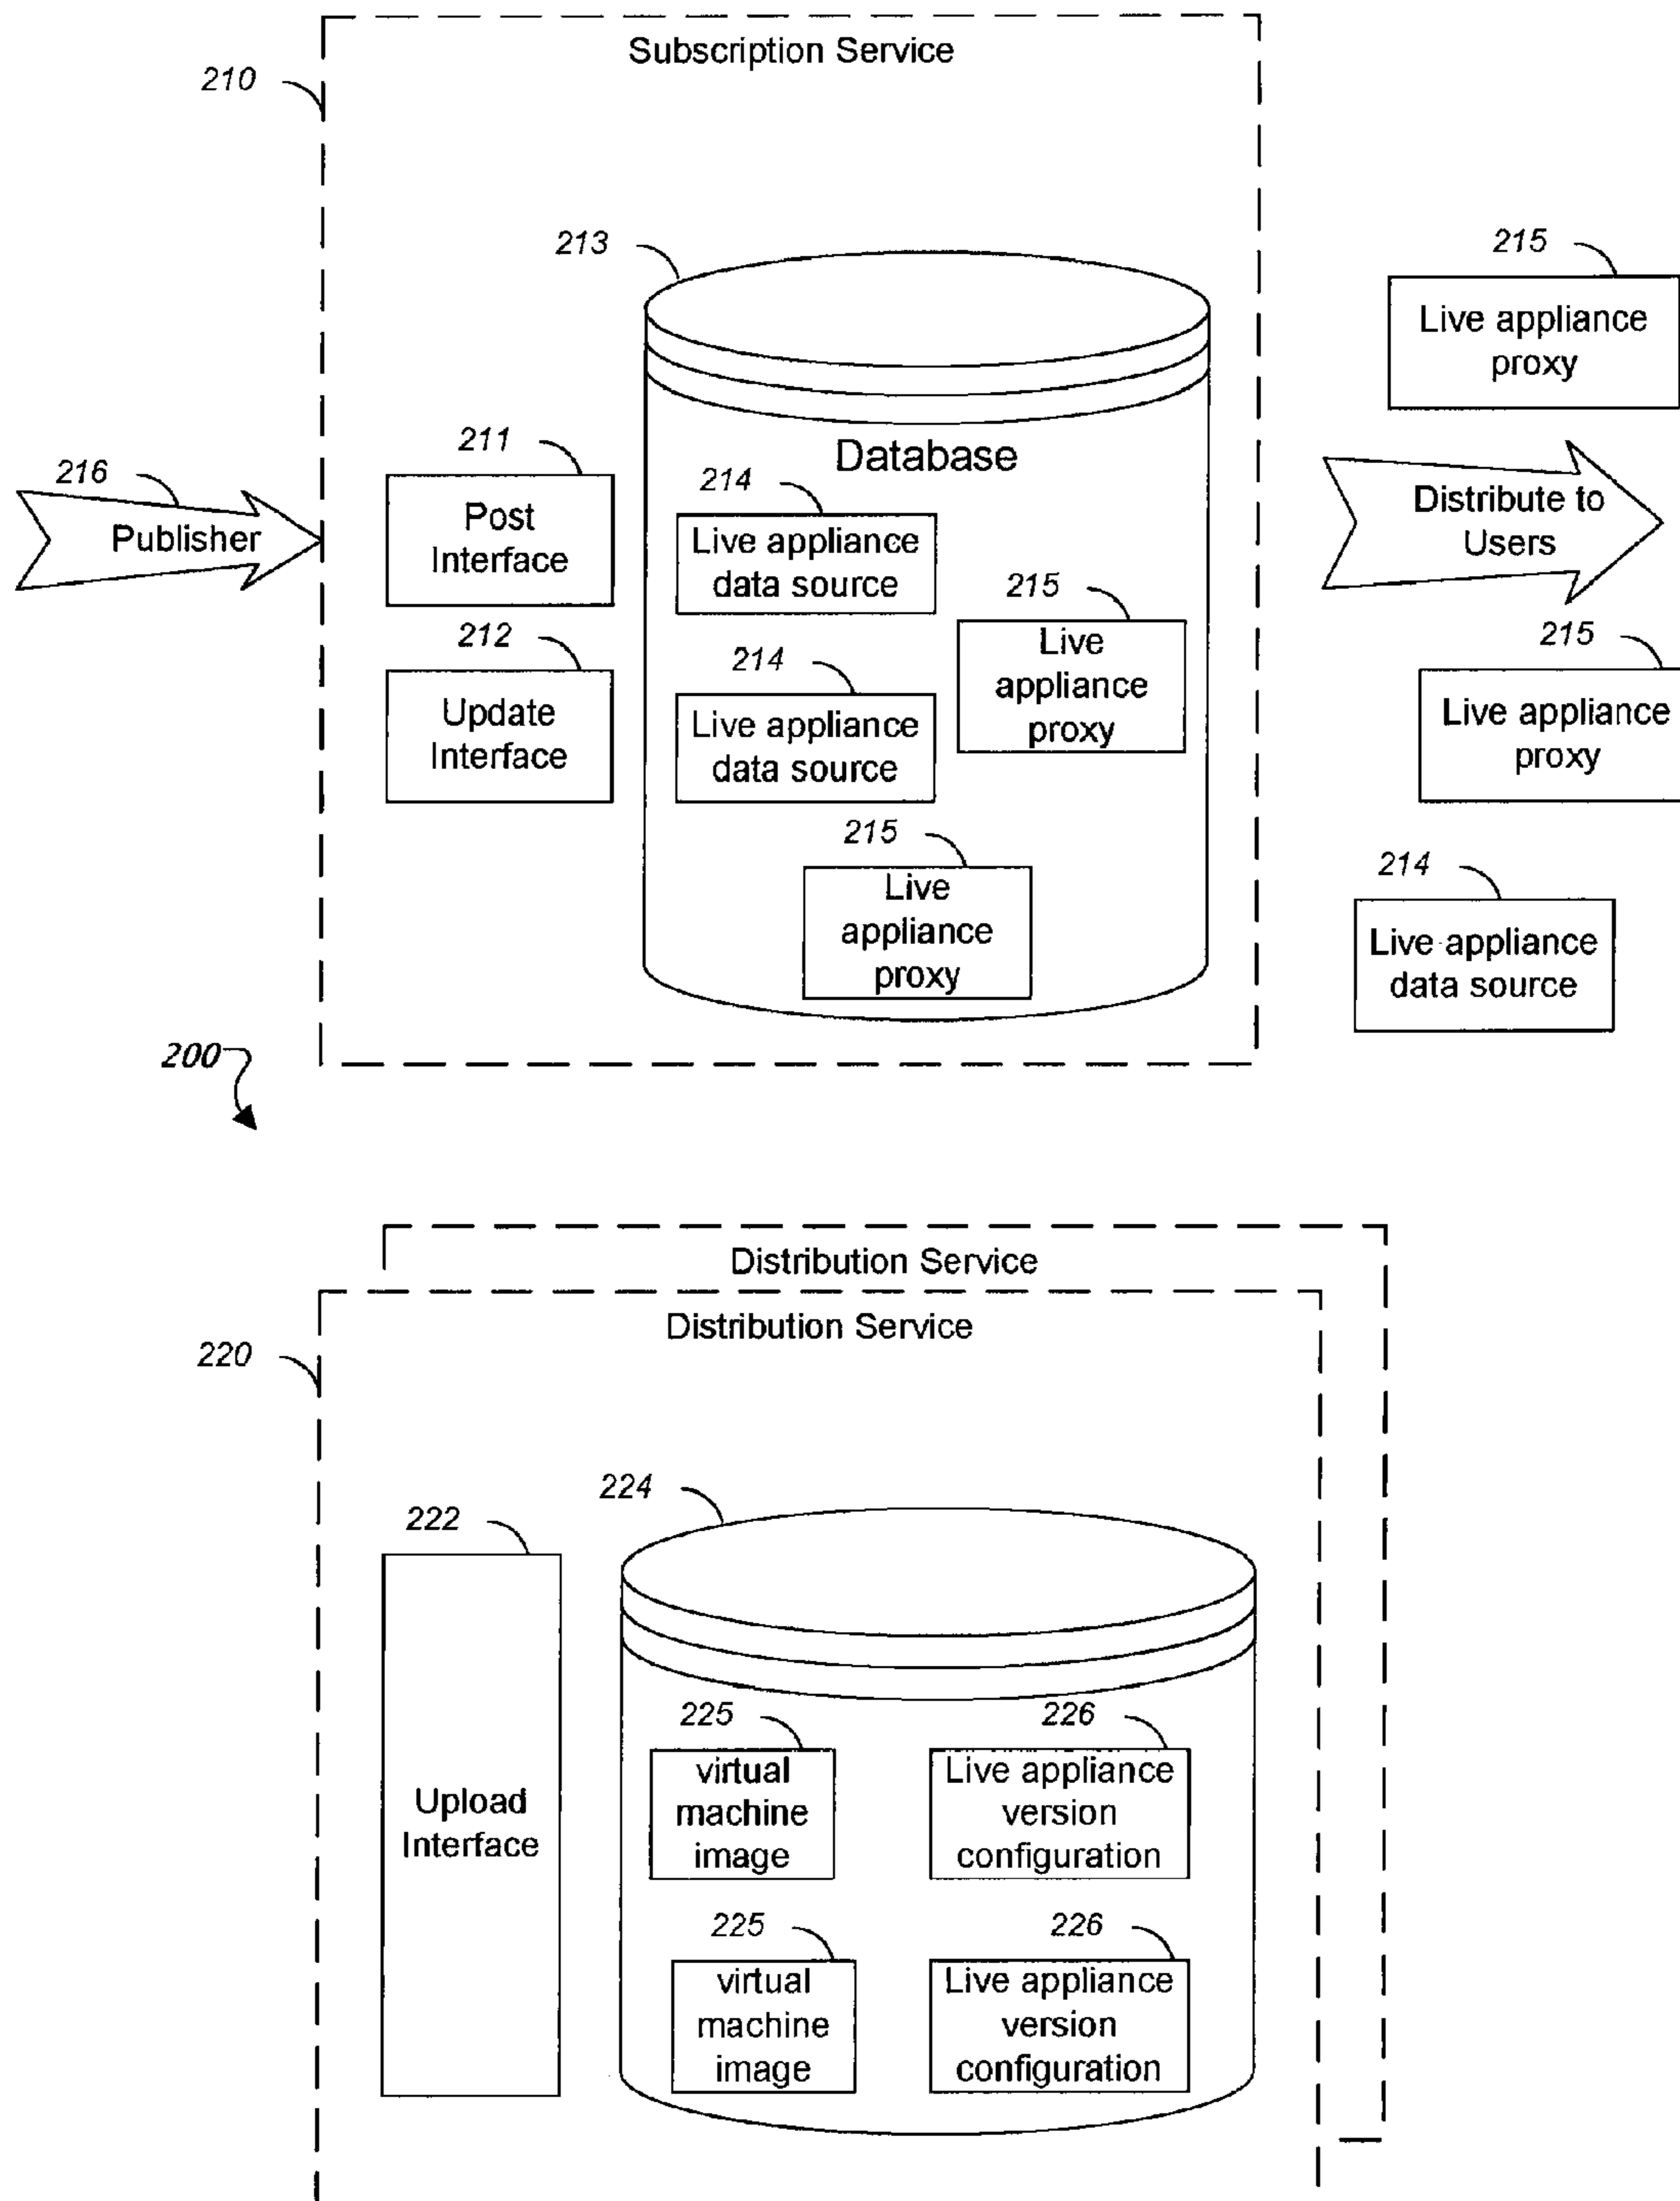 Subscription Service
210
213
215
Live appliance
proxy
211
Database
216
Publisher
Post
Interface
214
Live appliance
data source
Distribute to
Users
215
Live
appliance
proxy
212
Update
Interface
214
Live appliance
data source
215
Live appliance
proxy
215
Live
appliance
proxy
214
Live appliance
data source
200
Distribution Service
Distribution Service
220
224
222
Upload
Interface
225
virtual
machine
image
226
Live appliance
version
configuration
225
virtual
machine
image
226
Live appliance
version
configuration